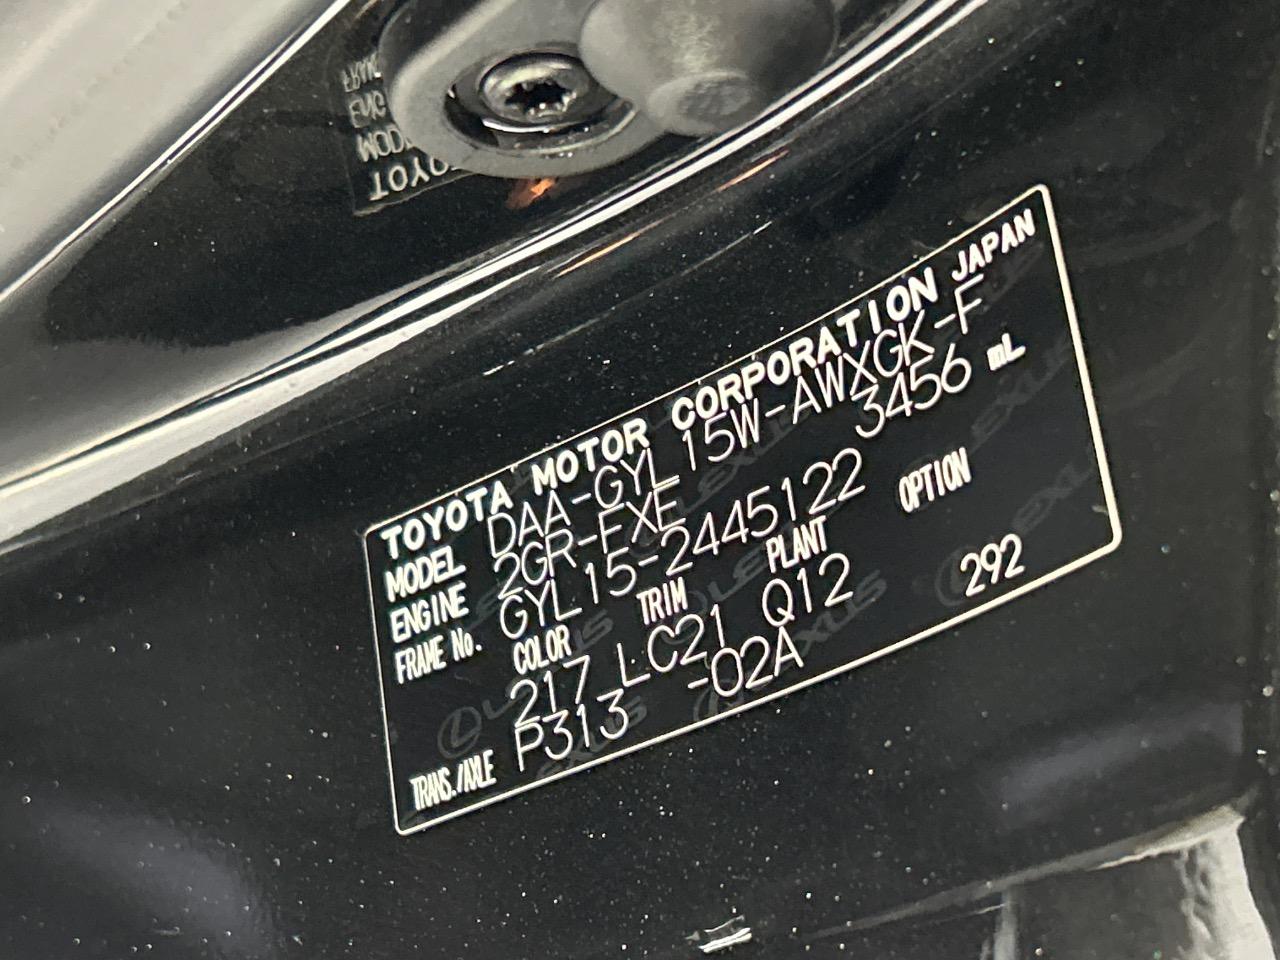 TOYOTA MOTOR CORPORATION JAPAN
MODEL DAA-GYL15W-AWXGK-F
ENGINE 2GR-FXE 3456 mL
FRAME No. GYL15-2445122
COLOR TRIM PLANT OPTION
217 LC21 Q12 292
TRANS./AXLE P313 -02A